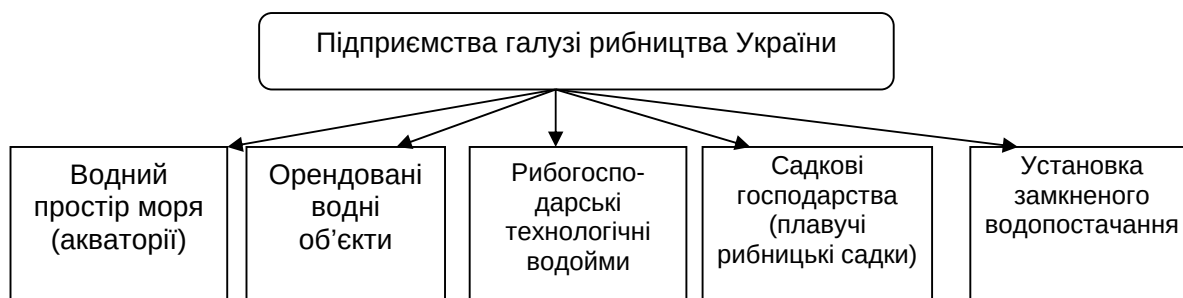 Підприємства галузі рибництва України
Водний
простір моря
(акваторії)
Орендовані
водні
об’єкти
Рибогоспо-
дарські
технологічні
водойми
Садкові
господарства
(плавучі
рибницькі садки)
Установка
замкненого
водопостачання